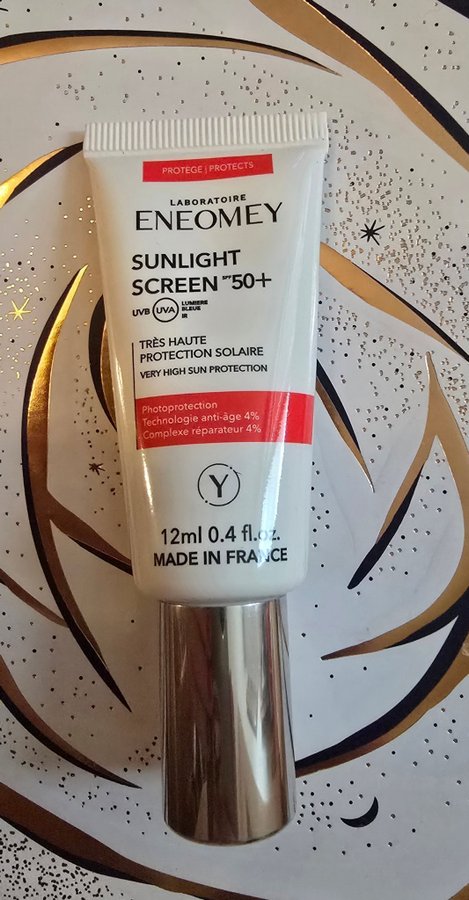 PROTEGE | PROTECTS
LABORATOIRE
ENEOMEY
SUNLIGHT
SCREEN SPF 50+
UVB UVA LUMIERE
BLEUE
IR
TRÈS HAUTE
PROTECTION SOLAIRE
VERY HIGH SUN PROTECTION
Photoprotection
Technologie anti-âge 4%
Complexe réparateur 4%
Y
12ml 0.4 fl.oz.
MADE IN FRANCE